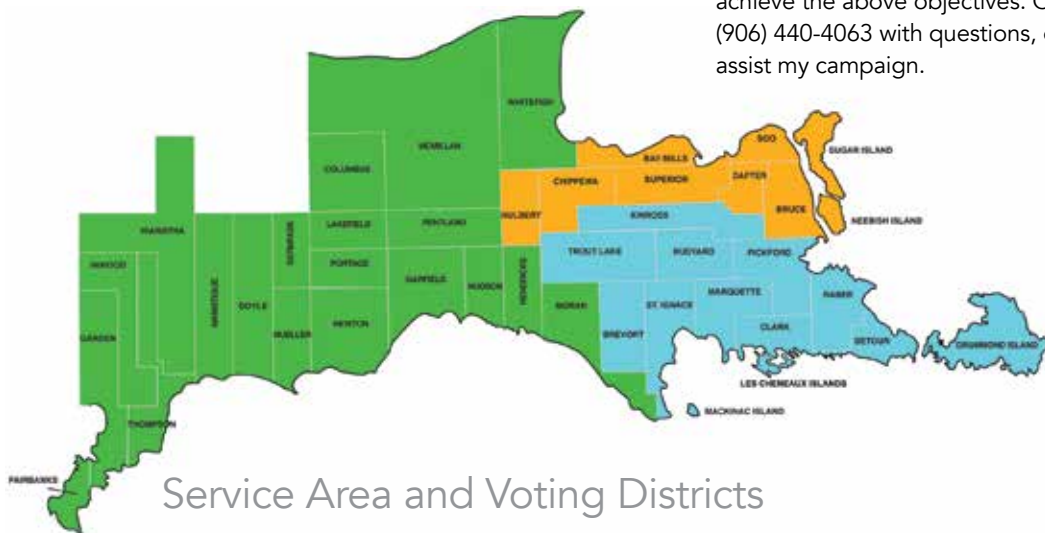 achieve the above objectives. C
(906) 440-4063 with questions,
assist my campaign.
WHITEFISH
MCMILLAN
SOO
SUGAR ISLAND
COLUMBUS
BAY MILLS
CHIPPEWA
SUPERIOR
DAFTER
HULBERT
BRUCE
NEEBISH ISLAND
HIAWATHA
LAKEFIELD
PENTLAND
KINROSS
INWOOD
PORTAGE
TROUT LAKE
RUDYARD
PICKFORD
MANISTIQUE
DOYLE
GARFIELD
HUDSON
HENDRICKS
MORAN
ST. IGNACE
MARQUETTE
RABER
GARDEN
MUELLER
NEWTON
BREVORT
CLARK
DETOUR
DRUMMOND ISLAND
LES CHENEAUX ISLANDS
MACKINAC ISLAND
THOMPSON
FAIRBANKS
Service Area and Voting Districts